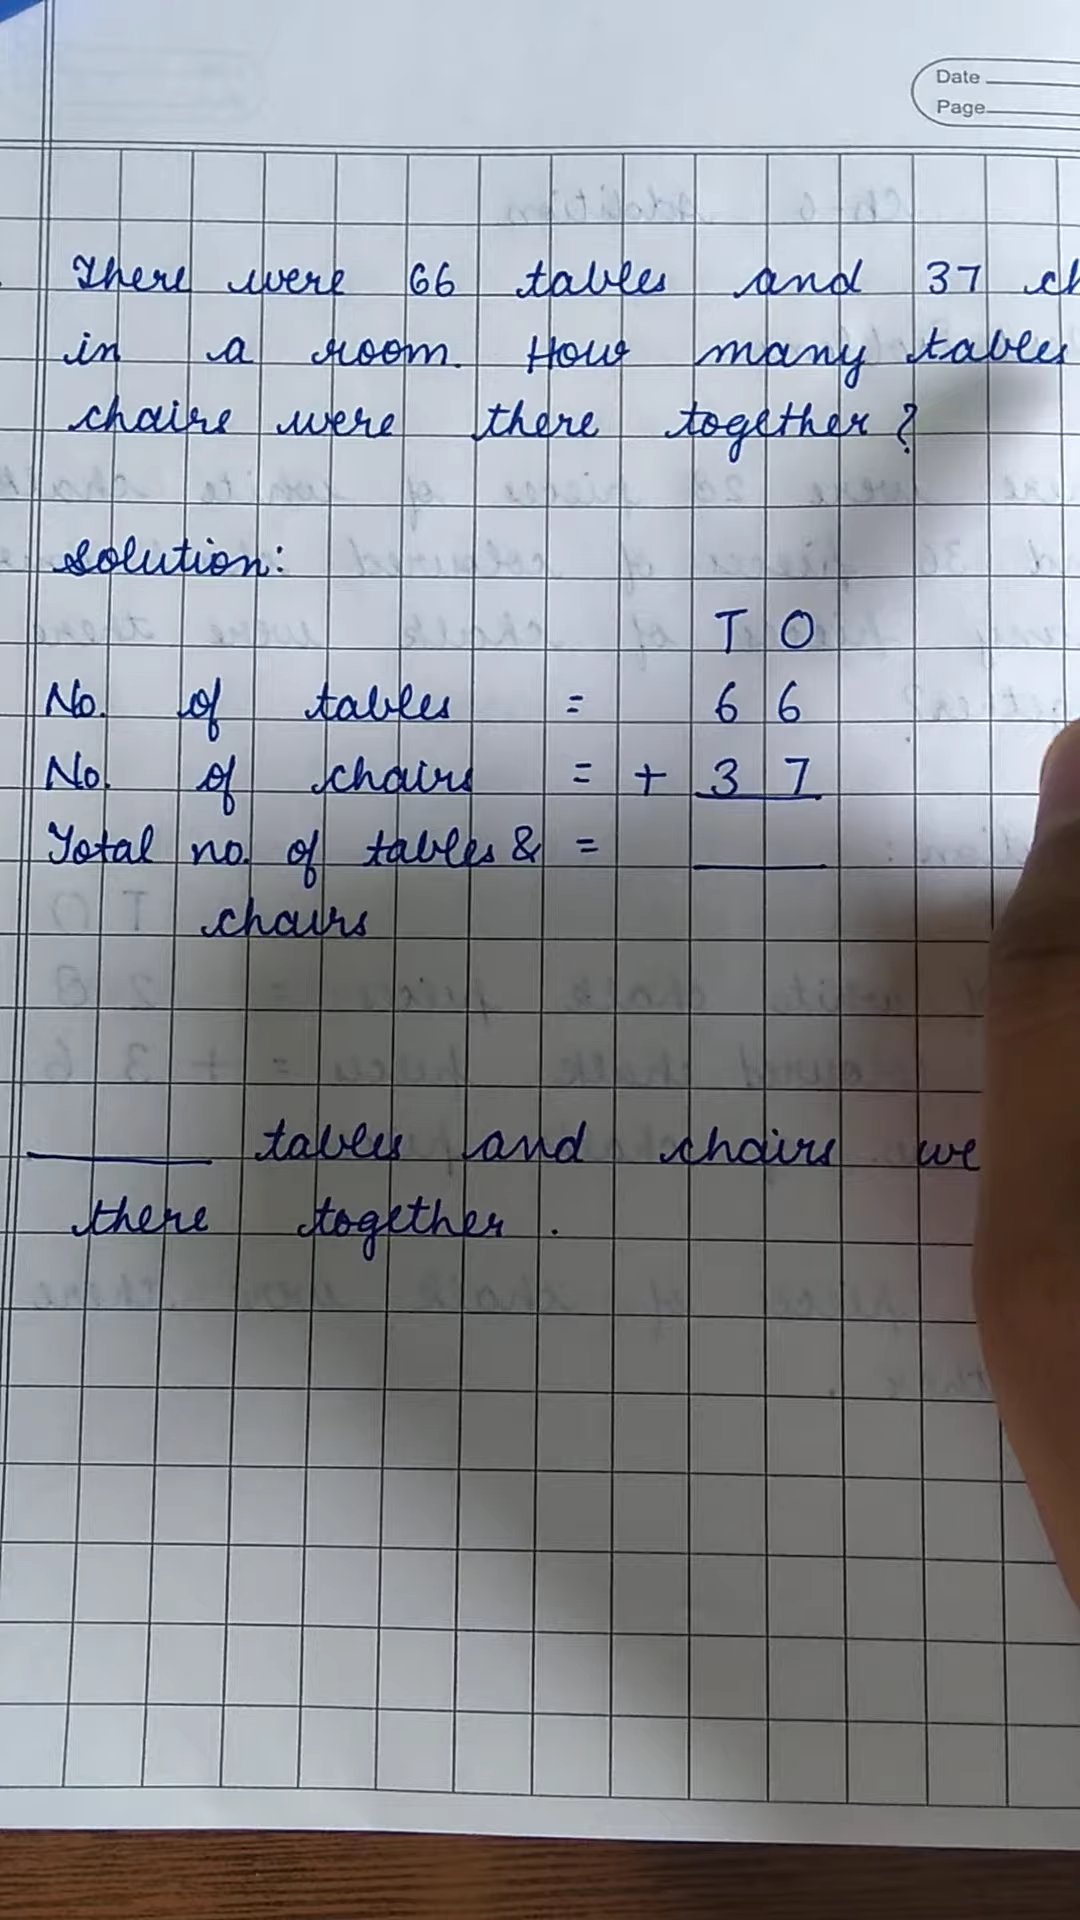 Date
Page
There were 66 tables and 37 ch
in a room. How many tables
chairs were there together?
Solution:
T O
No. of tables = 6 6
No. of chairs = + 3 7
Total no. of tables & =
chairs
tables and chairs we
there together.